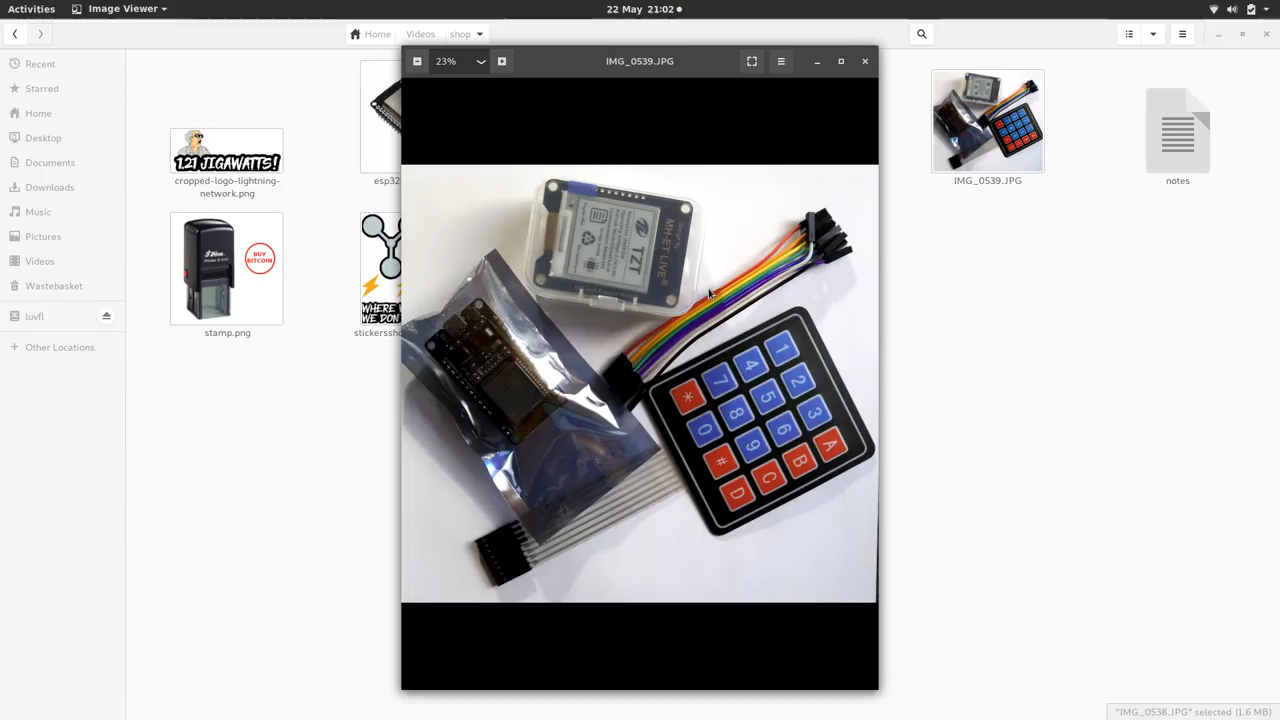 Activities
Image Viewer
22 May 21:02
Home
Videos
shop
23%
IMG_0539.JPG
Recent
Starred
Home
Desktop
Documents
Downloads
Music
Pictures
Videos
Wastebasket
luvfl
Other Locations
1.21 JIGAWATTS!
cropped-logo-lightning-
network.png
esp32
Shiny
BUY
BITCOIN
stamp.png
WHERE
WE DON
stickerssh
IMG_0539.JPG
notes
MH-ET LIVE
TZT
1 2 3 A
4 5 6 B
7 8 9 C
* 0 # D
"IMG_0538.JPG" selected (1.6 MB)